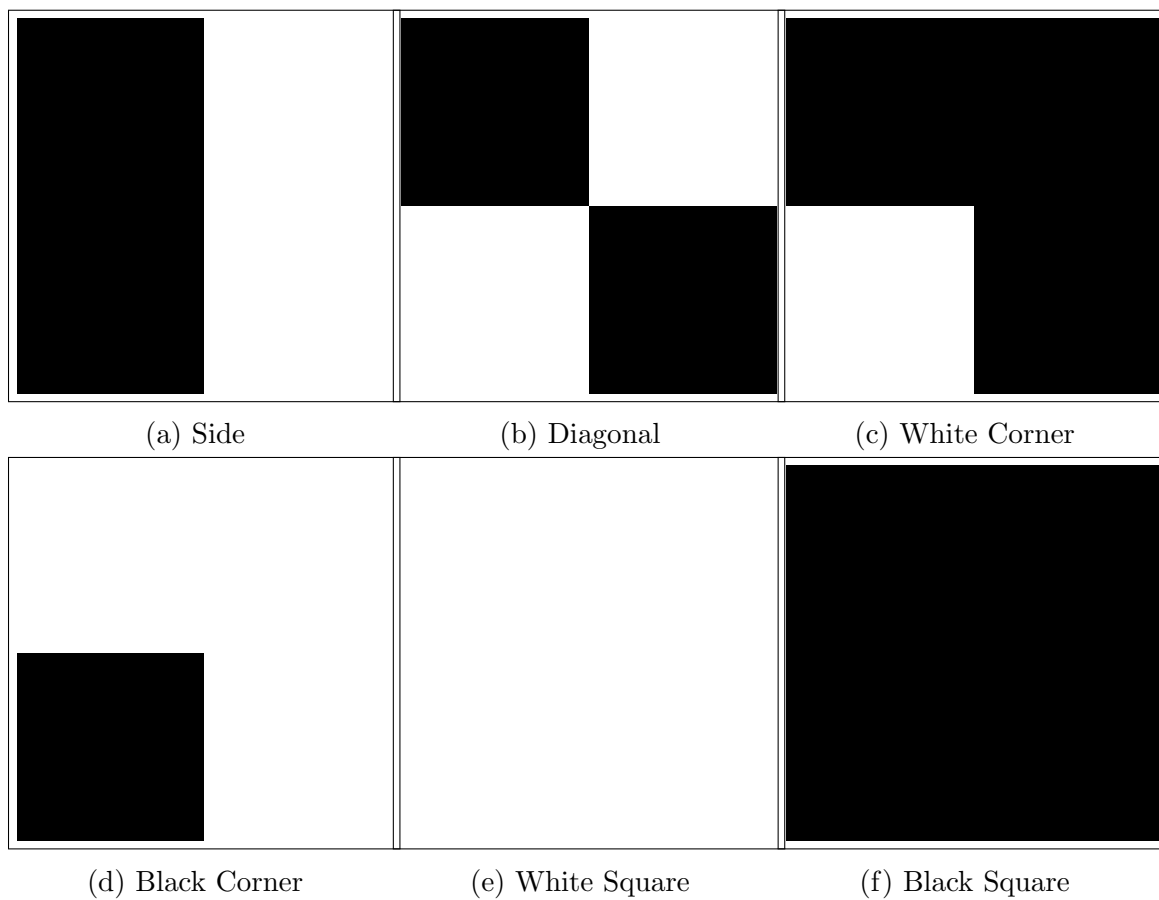 (a) Side
(b) Diagonal
(c) White Corner
(d) Black Corner
(e) White Square
(f) Black Square